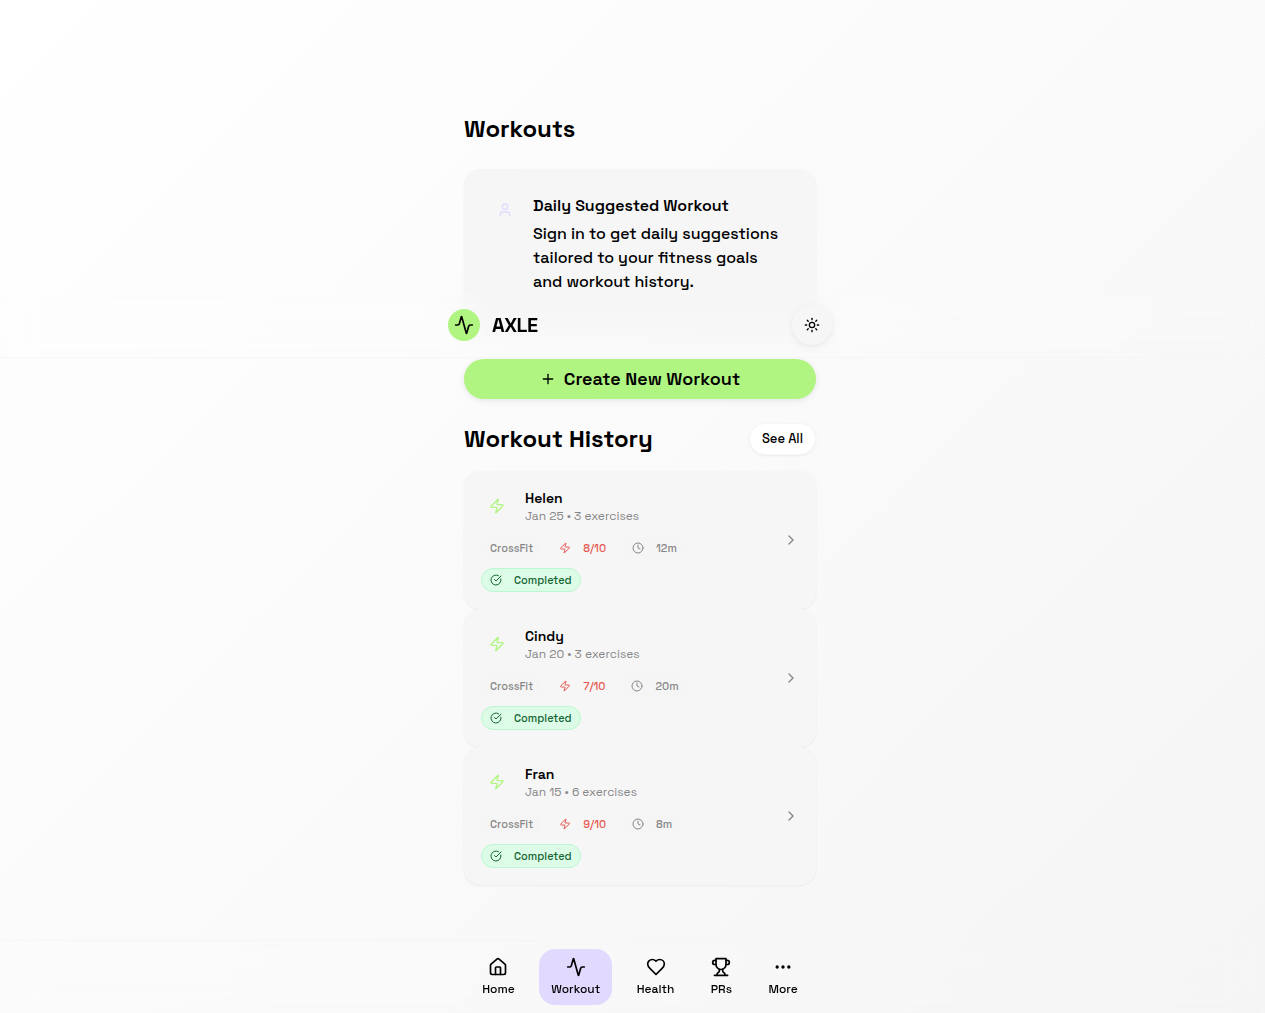 Workouts
Daily Suggested Workout
Sign in to get daily suggestions
tailored to your fitness goals
and workout history.
AXLE
Create New Workout
Workout History
See All
Helen
Jan 25 • 3 exercises
CrossFit 8/10 12m
Completed
Cindy
Jan 20 • 3 exercises
CrossFit 7/10 20m
Completed
Fran
Jan 15 • 6 exercises
CrossFit 9/10 8m
Completed
Home Workout Health PRs More